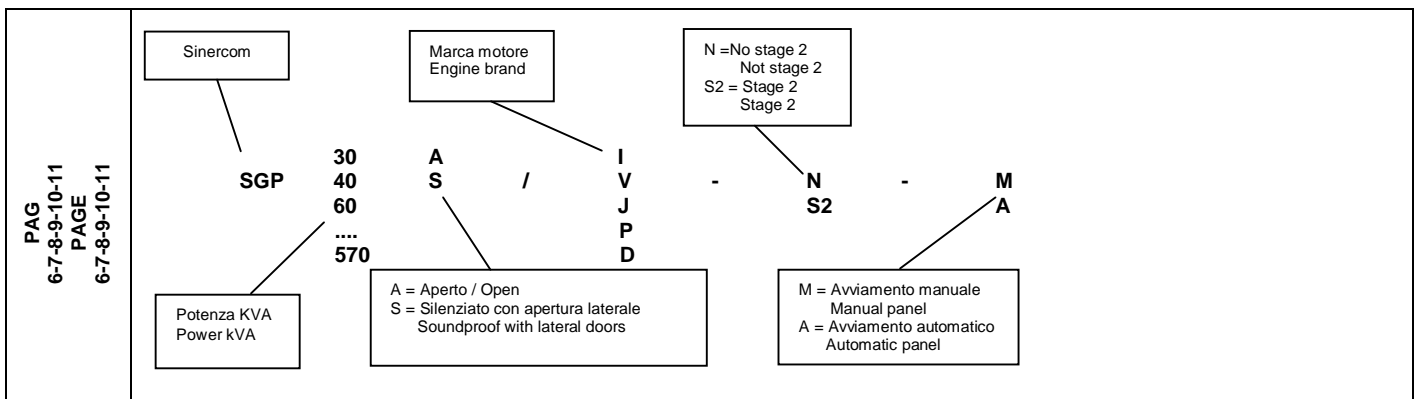 PAG
6-7-8-9-10-11
PAGE
6-7-8-9-10-11
Sinercom
Marca motore
Engine brand
N =No stage 2
Not stage 2
S2 = Stage 2
Stage 2
30 A I
SGP 40 S / V - N - M
60 J S2 A
.... P
570 D
Potenza KVA
Power kVA
A = Aperto / Open
S = Silenziato con apertura laterale
Soundproof with lateral doors
M = Avviamento manuale
Manual panel
A = Avviamento automatico
Automatic panel